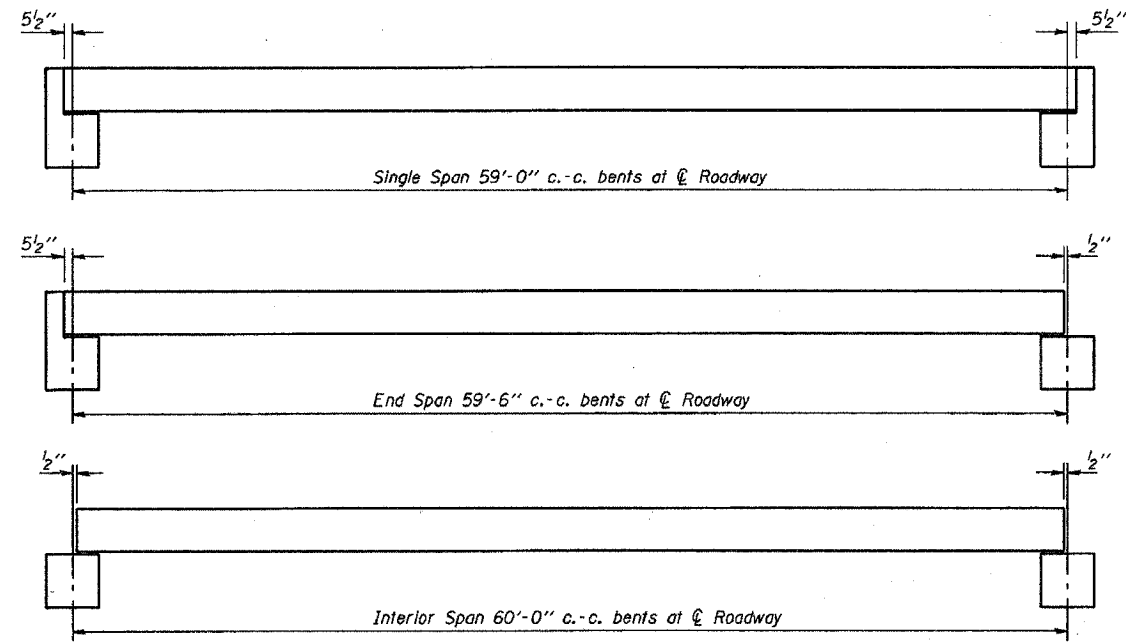 5½" 5½"
Single Span 59'-0" c.-c. bents at ℄ Roadway
5½" ½"
End Span 59'-6" c.-c. bents at ℄ Roadway
½" ½"
Interior Span 60'-0" c.-c. bents at ℄ Roadway